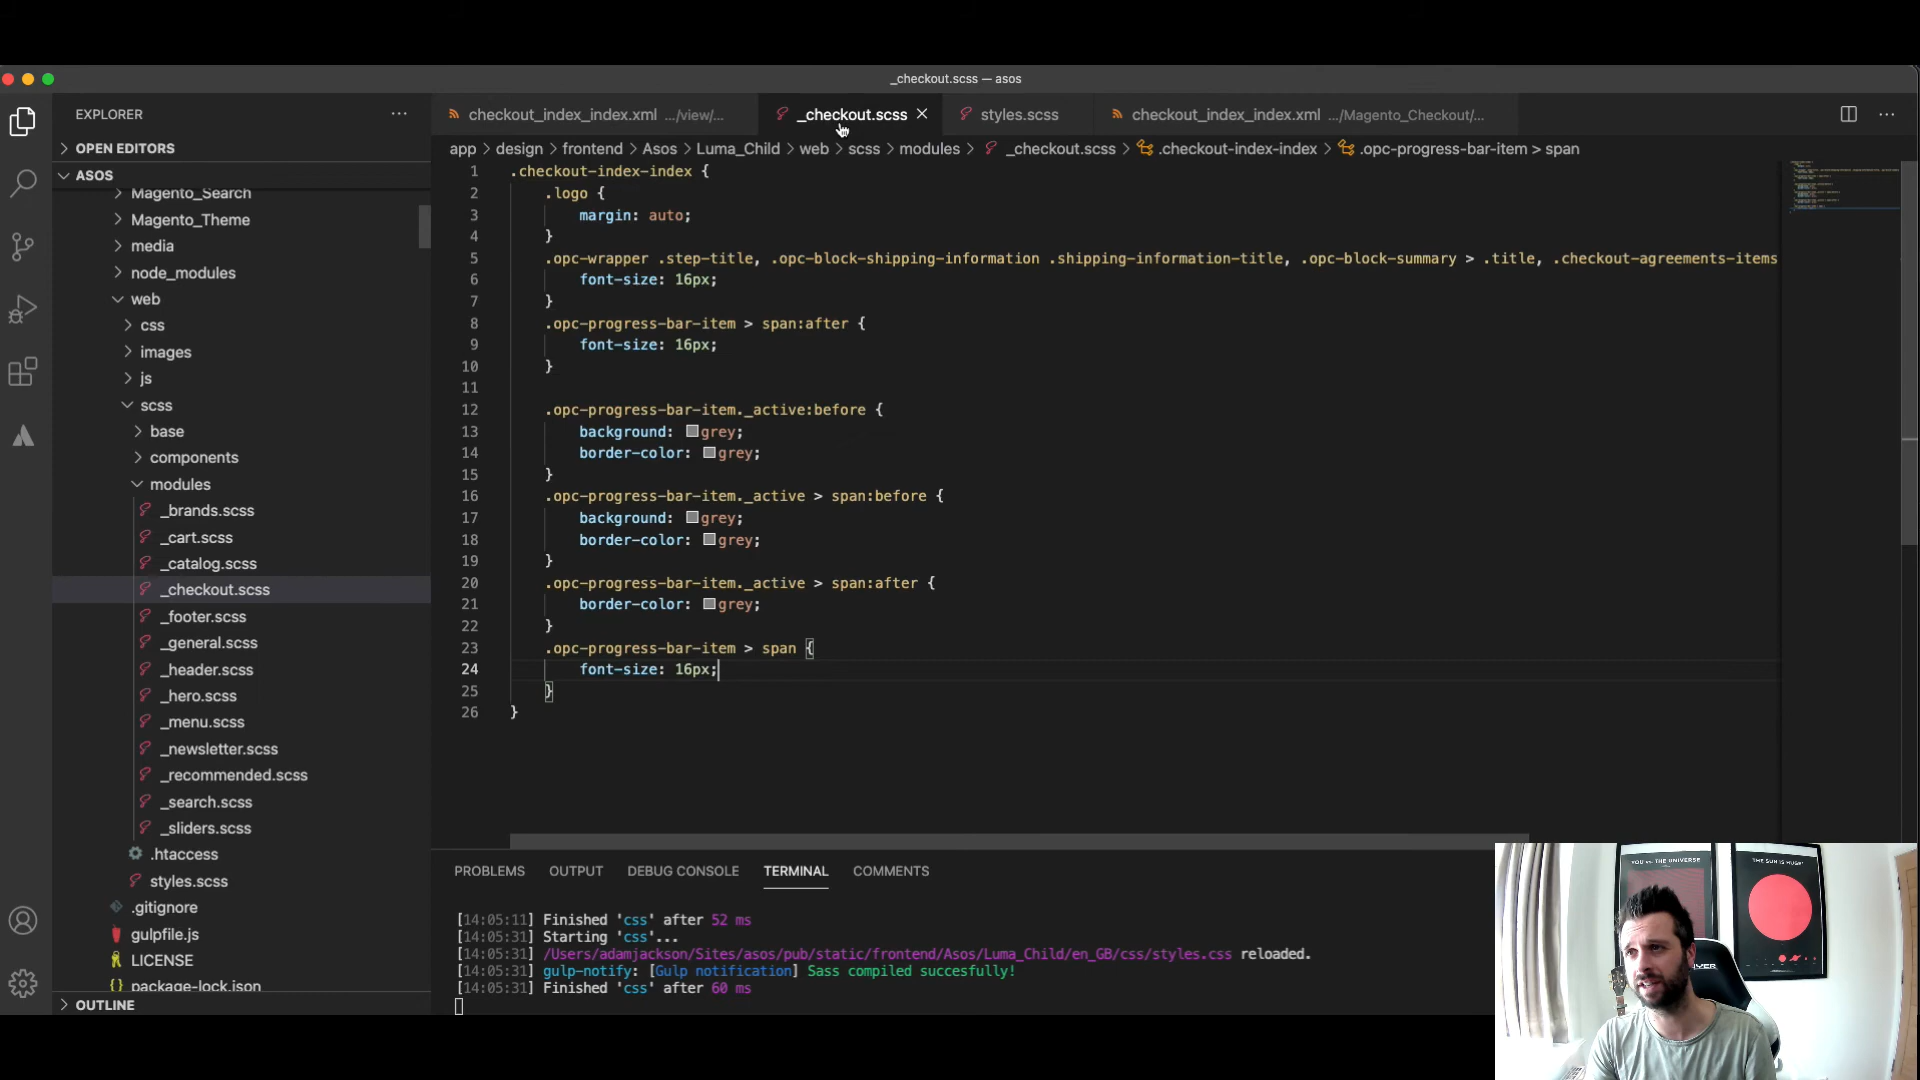 _checkout.scss — asos
EXPLORER
checkout_index_index.xml .../view/...
_checkout.scss
styles.scss
checkout_index_index.xml .../Magento_Checkout/...
OPEN EDITORS
app > design > frontend > Asos > Luma_Child > web > scss > modules > _checkout.scss > .checkout-index-index > .opc-progress-bar-item > span
ASOS
Magento_Search
Magento_Theme
media
node_modules
web
css
images
js
scss
base
components
modules
_brands.scss
_cart.scss
_catalog.scss
_checkout.scss
_footer.scss
_general.scss
_header.scss
_hero.scss
_menu.scss
_newsletter.scss
_recommended.scss
_search.scss
_sliders.scss
.htaccess
styles.scss
.gitignore
gulpfile.js
LICENSE
package-lock.json
OUTLINE
1 .checkout-index-index {
2 .logo {
3 margin: auto;
4 }
5 .opc-wrapper .step-title, .opc-block-shipping-information .shipping-information-title, .opc-block-summary > .title, .checkout-agreements-items
6 font-size: 16px;
7 }
8 .opc-progress-bar-item > span:after {
9 font-size: 16px;
10 }
11
12 .opc-progress-bar-item._active:before {
13 background: grey;
14 border-color: grey;
15 }
16 .opc-progress-bar-item._active > span:before {
17 background: grey;
18 border-color: grey;
19 }
20 .opc-progress-bar-item._active > span:after {
21 border-color: grey;
22 }
23 .opc-progress-bar-item > span {
24 font-size: 16px;
25 }
26 }
PROBLEMS OUTPUT DEBUG CONSOLE TERMINAL COMMENTS
[14:05:11] Finished 'css' after 52 ms
[14:05:31] Starting 'css'...
[14:05:31] /Users/adamjackson/Sites/asos/pub/static/frontend/Asos/Luma_Child/en_GB/css/styles.css reloaded.
[14:05:31] gulp-notify: [Gulp notification] Sass compiled succesfully!
[14:05:31] Finished 'css' after 60 ms
YOU vs. THE UNIVERSE
THE SUN IS HUGE*